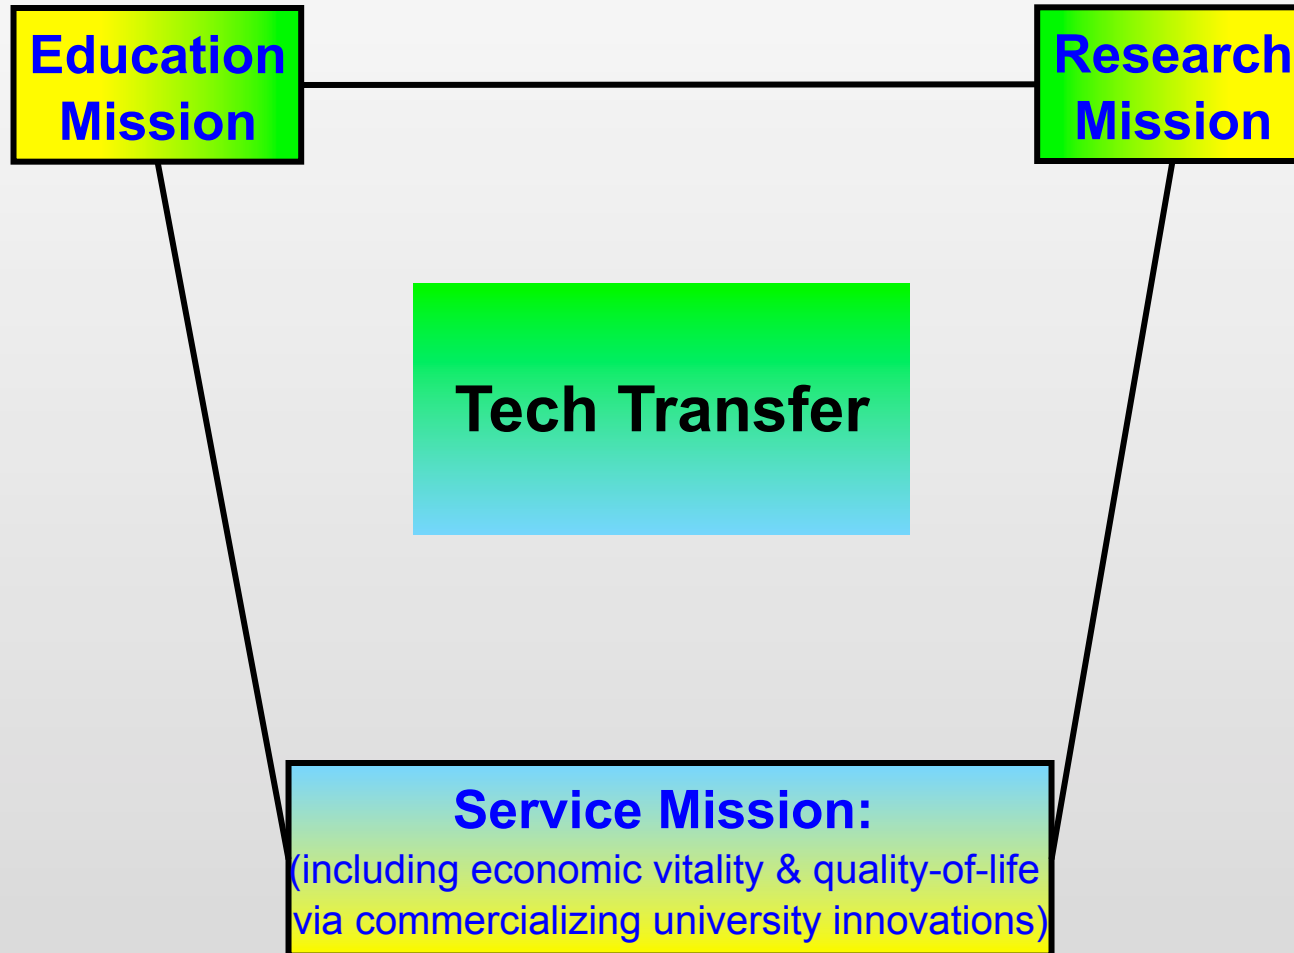 Education
Mission
Research
Mission
Tech Transfer
Service Mission:
(including economic vitality & quality-of-life
via commercializing university innovations)